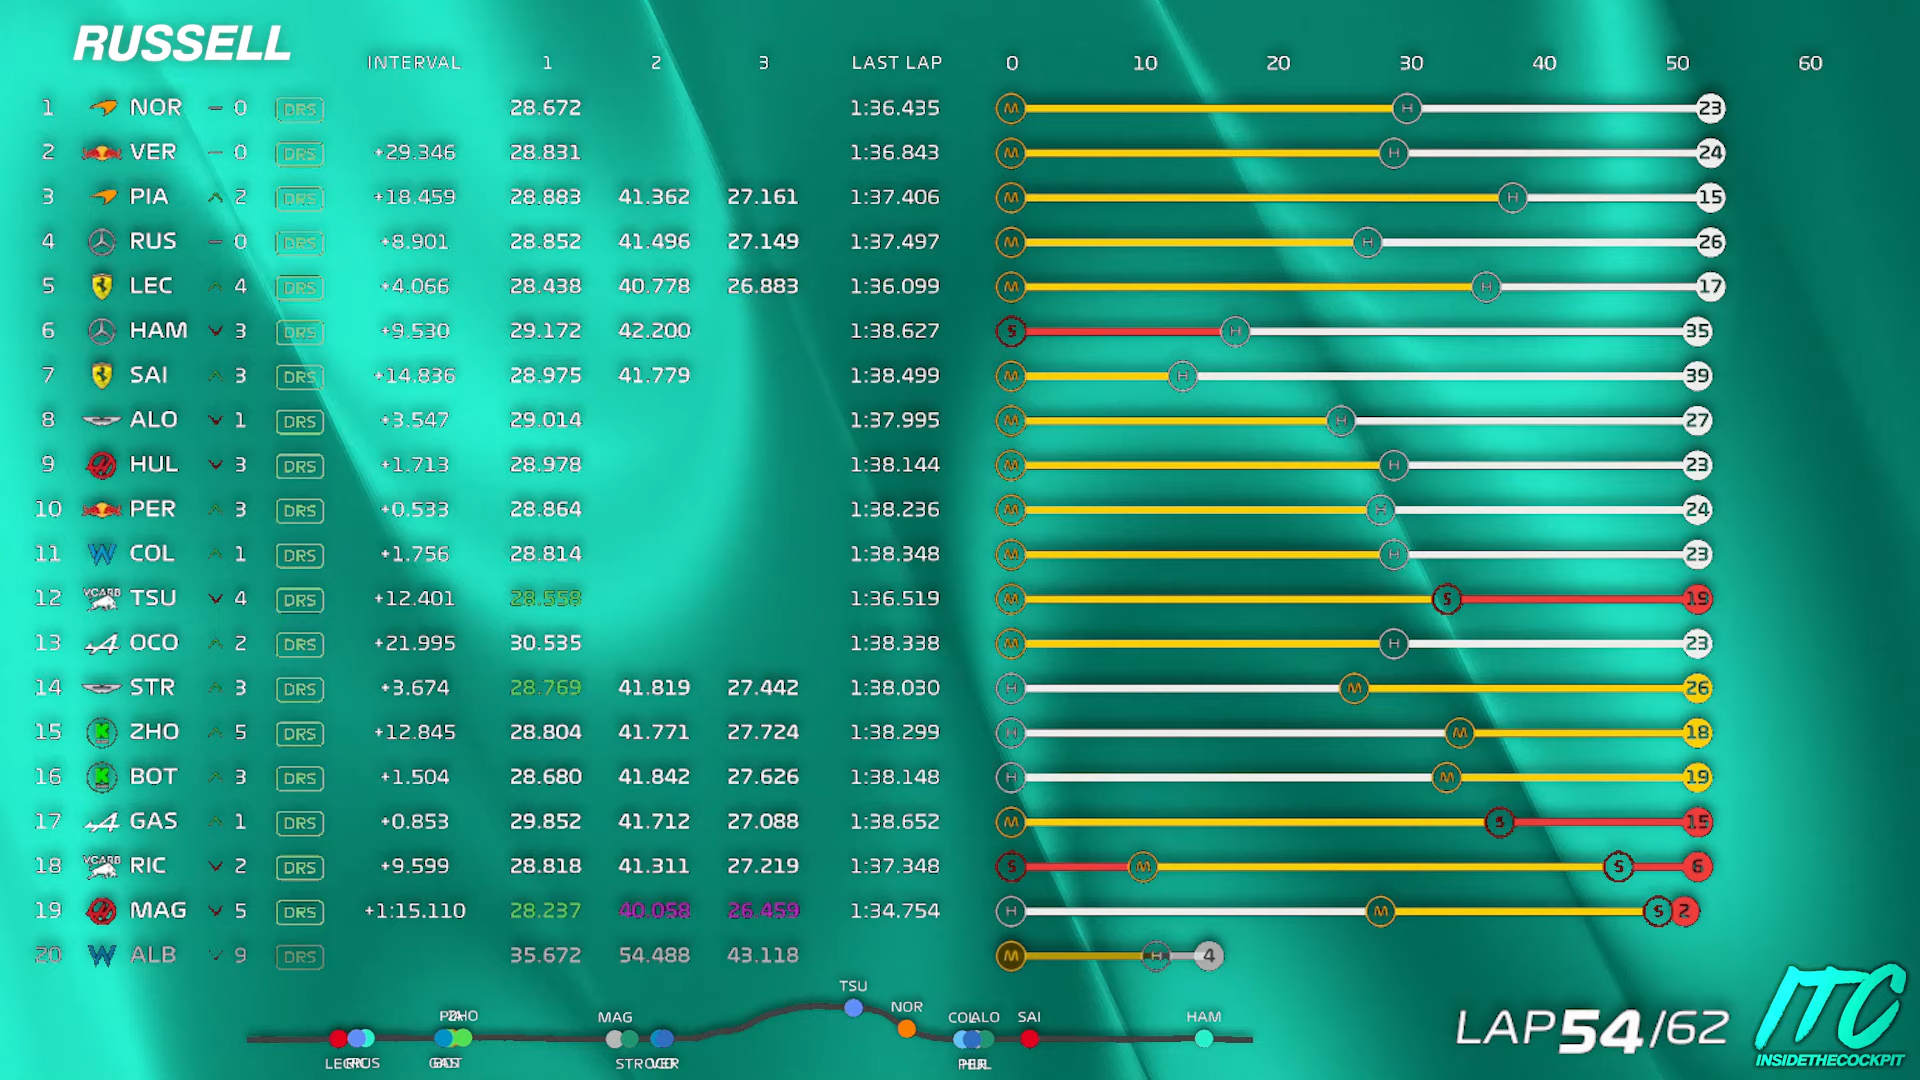 RUSSELL
INTERVAL 1 2 3 LAST LAP 0 10 20 30 40 50 60
1 NOR 0 DRS 28.672 1:36.435 M H 23
2 VER 0 DRS +29.346 28.831 1:36.843 M H 24
3 PIA 2 DRS +18.459 28.883 41.362 27.161 1:37.406 M H 15
4 RUS 0 DRS +8.901 28.852 41.496 27.149 1:37.497 M H 26
5 LEC 4 DRS +4.066 28.438 40.778 26.883 1:36.099 M H 17
6 HAM 3 DRS +9.530 29.172 42.200 1:38.627 S H 35
7 SAI 3 DRS +14.836 28.975 41.779 1:38.499 M H 39
8 ALO 1 DRS +3.547 29.014 1:37.995 M H 27
9 HUL 3 DRS +1.713 28.978 1:38.144 M H 23
10 PER 3 DRS +0.533 28.864 1:38.236 M H 24
11 COL 1 DRS +1.756 28.814 1:38.348 M H 23
12 VCARB TSU 4 DRS +12.401 28.558 1:36.519 M S 19
13 OCO 2 DRS +21.995 30.535 1:38.338 M H 23
14 STR 3 DRS +3.674 28.769 41.819 27.442 1:38.030 H M 26
15 K ZHO 5 DRS +12.845 28.804 41.771 27.724 1:38.299 H M 18
16 K BOT 3 DRS +1.504 28.680 41.842 27.626 1:38.148 H M 19
17 GAS 1 DRS +0.853 29.852 41.712 27.088 1:38.652 M S 15
18 VCARB RIC 2 DRS +9.599 28.818 41.311 27.219 1:37.348 S M S 6
19 MAG 5 DRS +1:15.110 28.237 40.058 26.459 1:34.754 H M S 2
20 ALB 9 DRS 35.672 54.488 43.118 M H 4
TSU
NOR
MAG COL ALO SAI HAM
STR
LAP 54/62
ITC
INSIDETHECOCKPIT